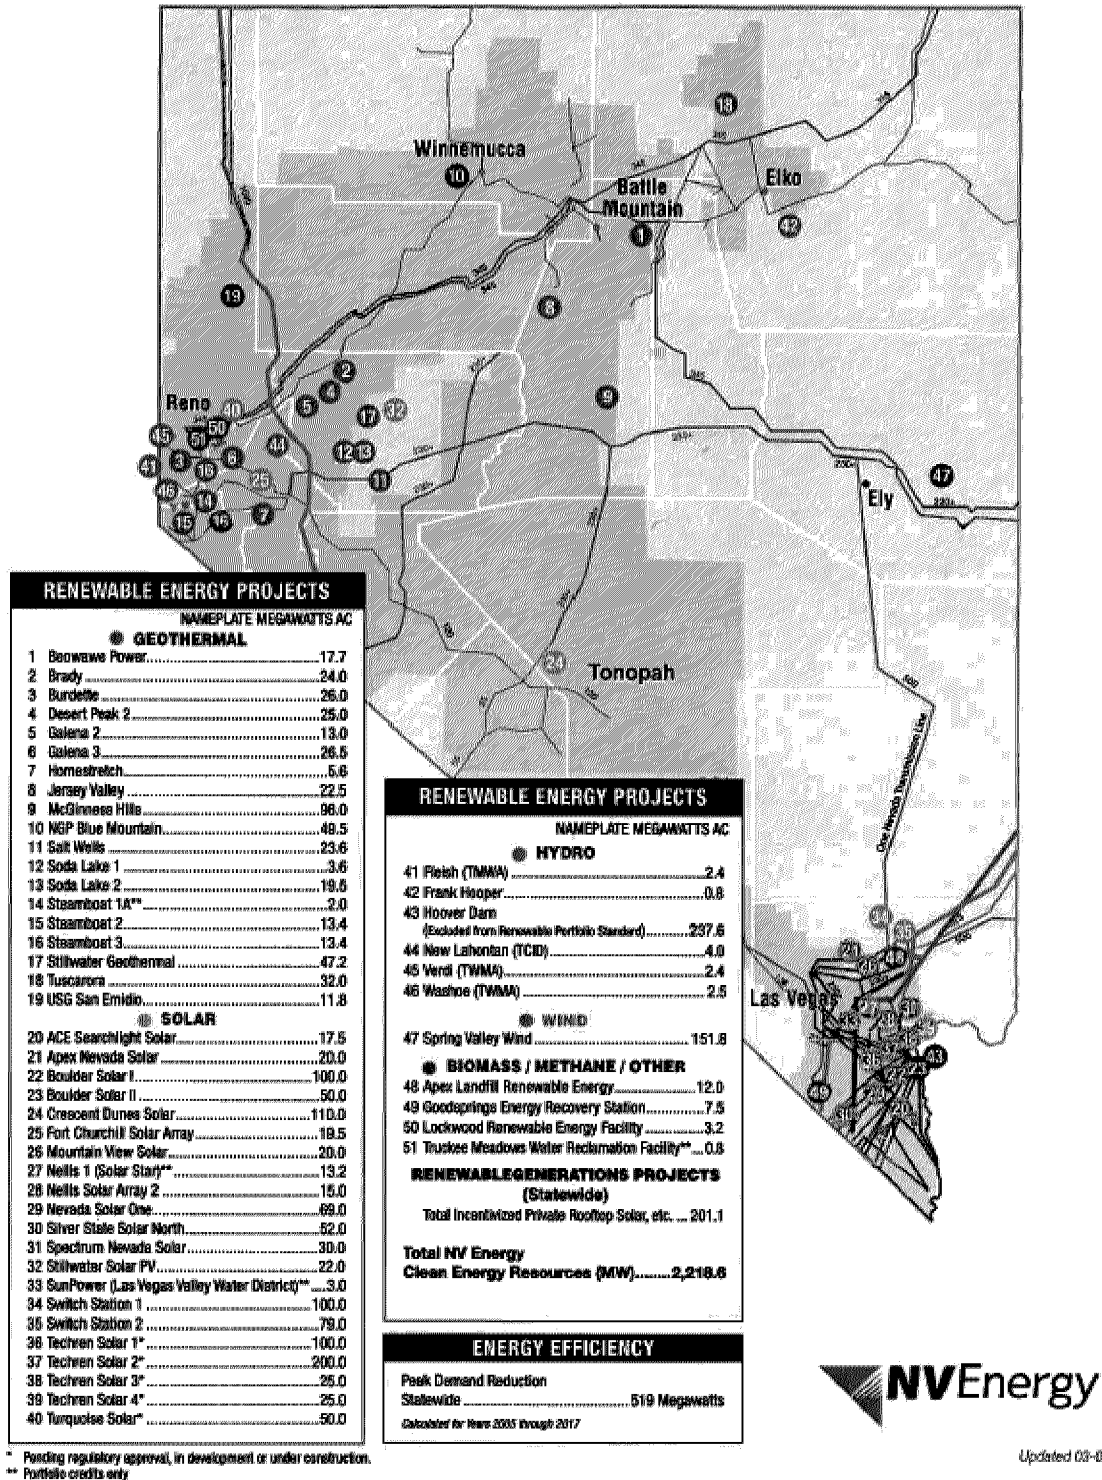 Winnemucca
Battle
Mountain
Elko
Reno
Ely
Tonopah
One Nevada Transmission Line
Las Vegas
RENEWABLE ENERGY PROJECTS
NAMEPLATE MEGAWATTS AC
GEOTHERMAL
1 Beowawe Power 17.7
2 Brady 24.0
3 Burdette 26.0
4 Desert Peak 2 25.0
5 Galena 2 13.0
6 Galena 3 26.5
7 Homestretch 5.6
8 Jersey Valley 22.5
9 McGinness Hills 96.0
10 NGP Blue Mountain 49.5
11 Salt Wells 23.6
12 Soda Lake 1 3.6
13 Soda Lake 2 19.5
14 Steamboat 1A** 2.0
15 Steamboat 2 13.4
16 Steamboat 3 13.4
17 Stillwater Geothermal 47.2
18 Tuscarora 32.0
19 USG San Emidio 11.8
SOLAR
20 ACE Searchlight Solar 17.5
21 Apex Nevada Solar 20.0
22 Boulder Solar I 100.0
23 Boulder Solar II 50.0
24 Crescent Dunes Solar 110.0
25 Fort Churchill Solar Array 19.5
26 Mountain View Solar 20.0
27 Nellis 1 (Solar Star)** 13.2
28 Nellis Solar Array 2 15.0
29 Nevada Solar One 69.0
30 Silver State Solar North 52.0
31 Spectrum Nevada Solar 30.0
32 Stillwater Solar PV 22.0
33 SunPower (Las Vegas Valley Water District)** 3.0
34 Switch Station 1 100.0
35 Switch Station 2 79.0
36 Techren Solar 1* 100.0
37 Techren Solar 2* 200.0
38 Techren Solar 3* 25.0
39 Techren Solar 4* 25.0
40 Turquoise Solar* 50.0
* Pending regulatory approval, in development or under construction.
** Portfolio credits only
RENEWABLE ENERGY PROJECTS
NAMEPLATE MEGAWATTS AC
HYDRO
41 Fleish (TMWA) 2.4
42 Frank Hooper 0.8
43 Hoover Dam
(Excluded from Renewable Portfolio Standard) 237.6
44 New Lahontan (TCID) 4.0
45 Verdi (TWMA) 2.4
46 Washoe (TWMA) 2.5
WIND
47 Spring Valley Wind 151.8
BIOMASS / METHANE / OTHER
48 Apex Landfill Renewable Energy 12.0
49 Goodsprings Energy Recovery Station 7.5
50 Lockwood Renewable Energy Facility 3.2
51 Truckee Meadows Water Reclamation Facility** 0.8
RENEWABLEGENERATIONS PROJECTS
(Statewide)
Total Incentivized Private Rooftop Solar, etc. 201.1
Total NV Energy
Clean Energy Resources (MW) 2,218.6
ENERGY EFFICIENCY
Peak Demand Reduction
Statewide 519 Megawatts
Calculated for Years 2005 through 2017
NVEnergy
Updated 03-0